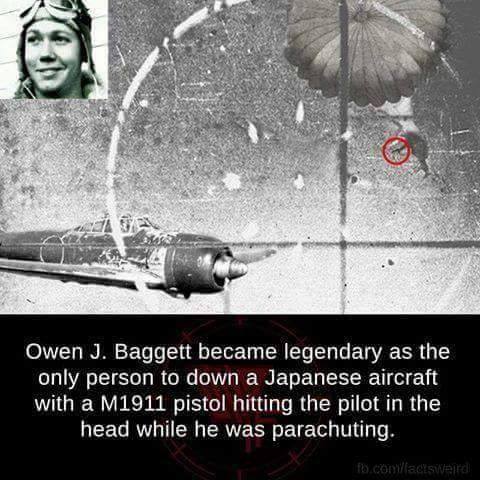 Owen J. Baggett became legendary as the
only person to down a Japanese aircraft
with a M1911 pistol hitting the pilot in the
head while he was parachuting.
fb.com/factsweird